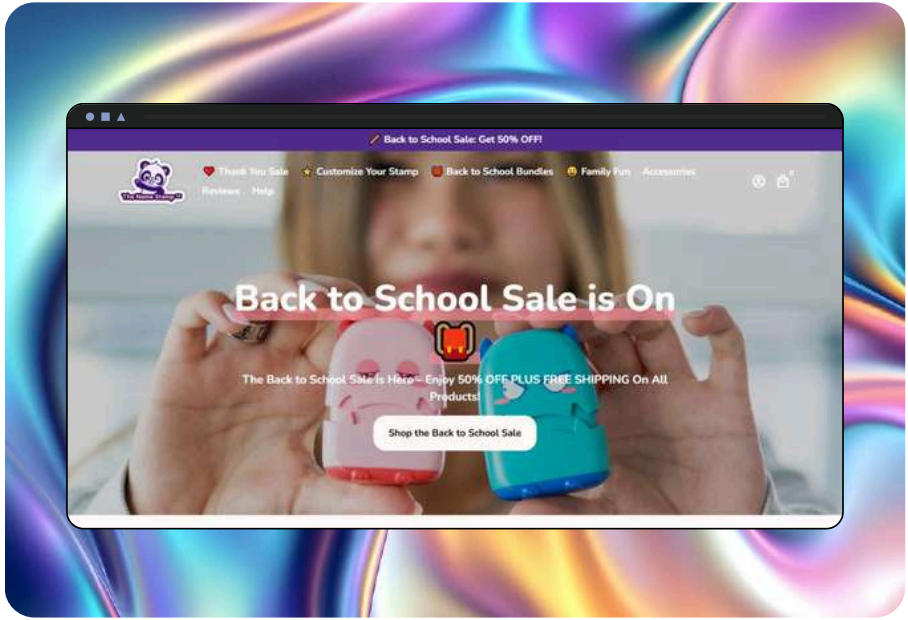 Back to School Sale: Get 50% OFF!
The Name Stamp
Thank You Sale Customize Your Stamp Back to School Bundles Family Fun Accessories
Reviews Help
Back to School Sale is On
The Back to School Sale is Here - Enjoy 50% OFF PLUS FREE SHIPPING On All
Products!
Shop the Back to School Sale